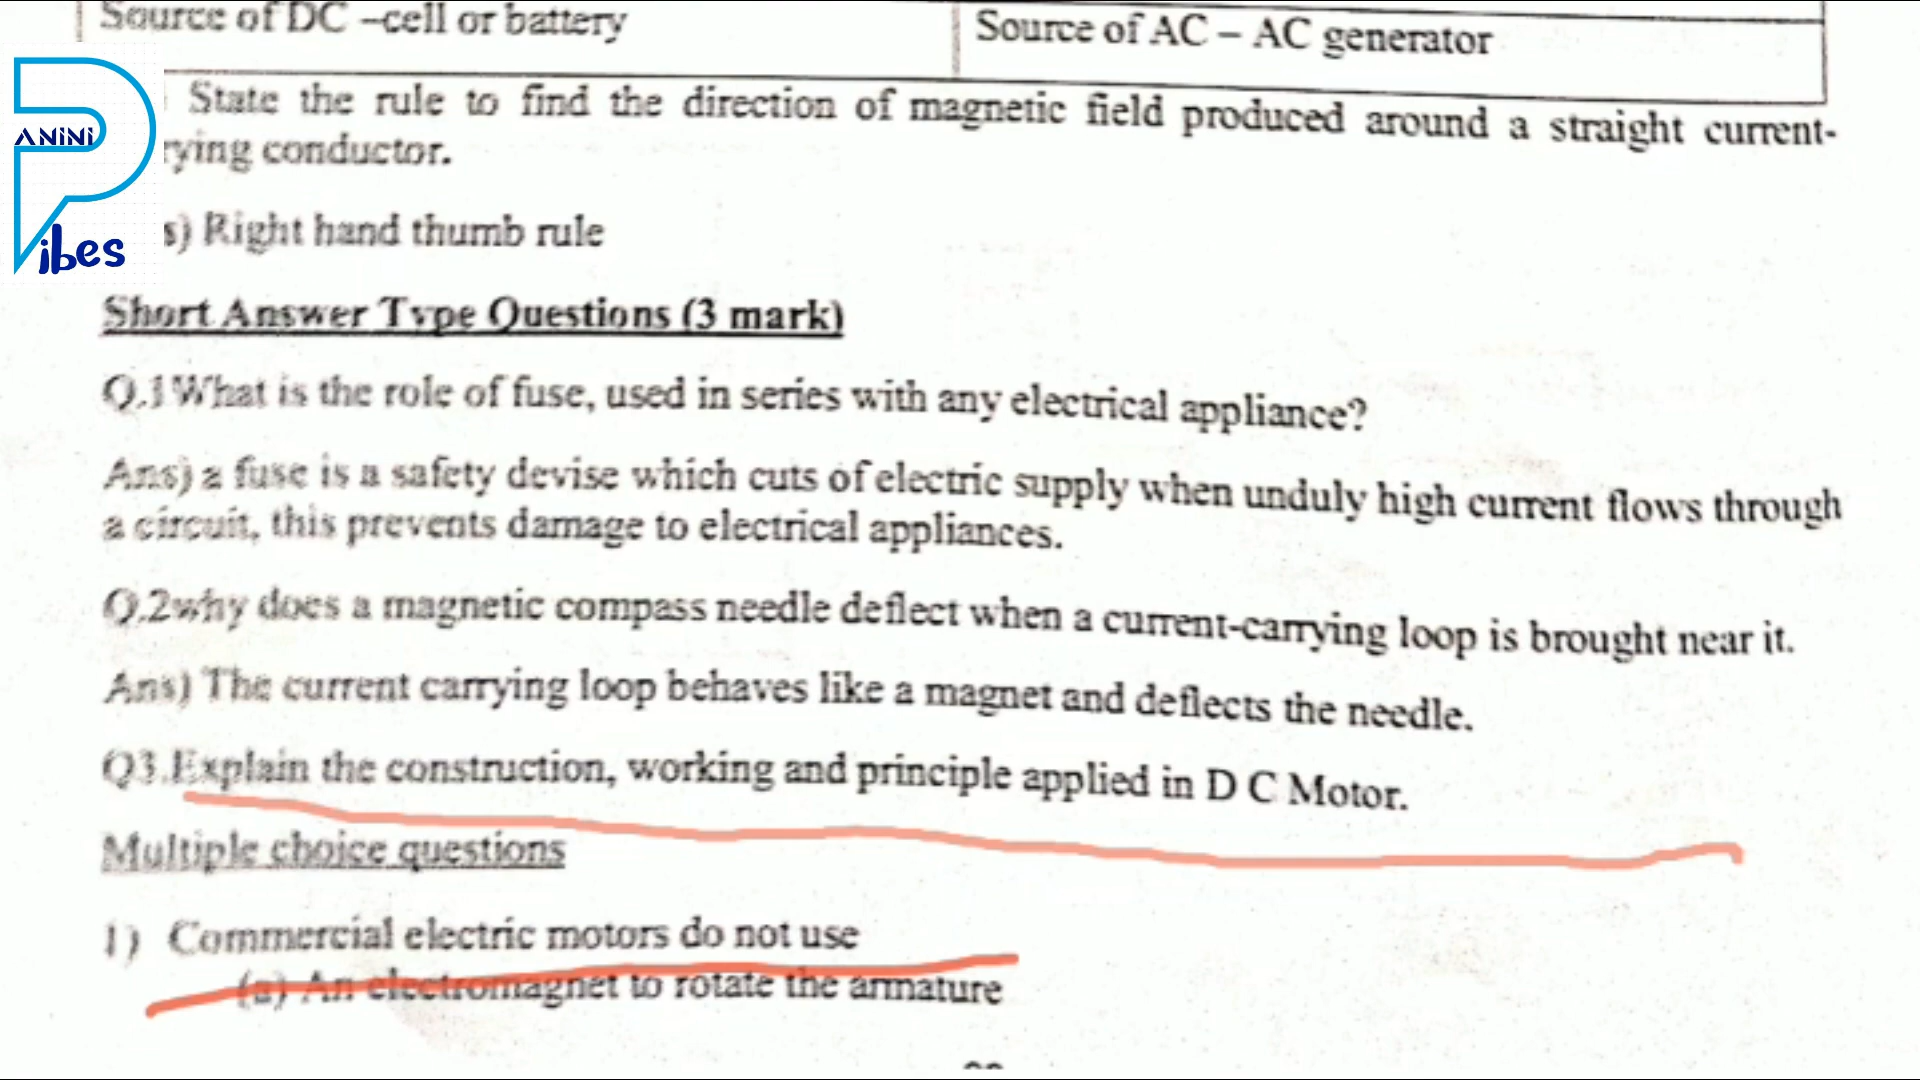 Source of DC –cell or battery
Source of AC – AC generator
State the rule to find the direction of magnetic field produced around a straight current-
rying conductor.
s) Right hand thumb rule
Short Answer Type Questions (3 mark)
Q.1What is the role of fuse, used in series with any electrical appliance?
Ans) a fuse is a safety devise which cuts of electric supply when unduly high current flows through
a circuit, this prevents damage to electrical appliances.
Q.2why does a magnetic compass needle deflect when a current-carrying loop is brought near it.
Ans) The current carrying loop behaves like a magnet and deflects the needle.
Q3.Explain the construction, working and principle applied in D C Motor.
Multiple choice questions
1) Commercial electric motors do not use
(a) An electromagnet to rotate the armature
PANINI
Vibes